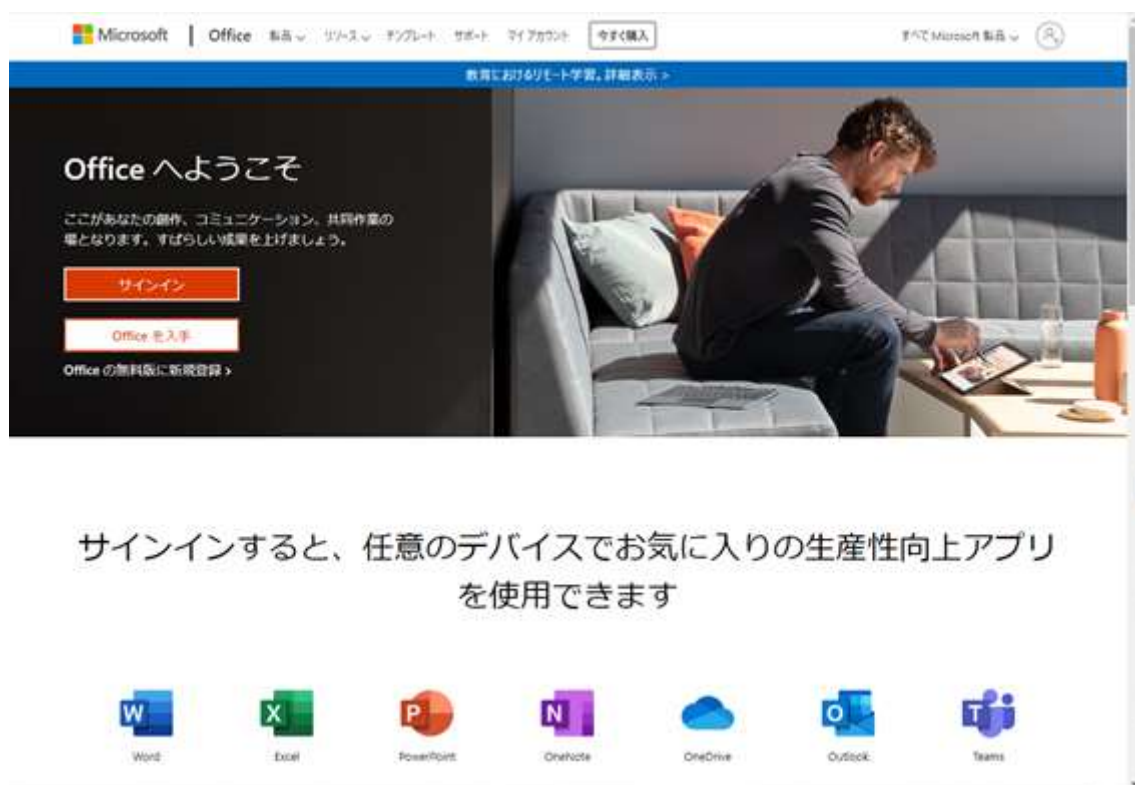 Microsoft | Office 製品 リソース テンプレート サポート マイ アカウント 今すぐ購入 すべて Microsoft 製品
教育におけるリモート学習。詳細表示 >
Office へようこそ
ここがあなたの創作、コミュニケーション、共同作業の
場となります。すばらしい成果を上げましょう。
サインイン
Office を入手
Office の無料版に新規登録 >
サインインすると、任意のデバイスでお気に入りの生産性向上アプリ
を使用できます
W X P N O T
Word Excel PowerPoint OneNote OneDrive Outlook Teams